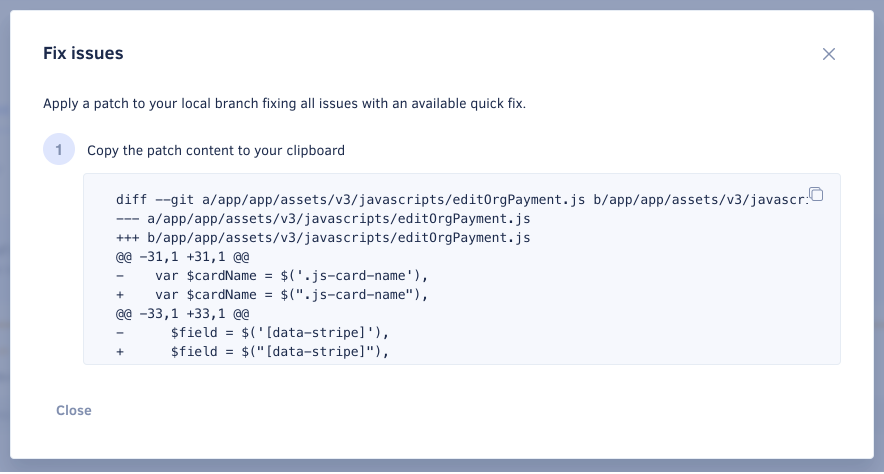 Fix issues
Apply a patch to your local branch fixing all issues with an available quick fix.
1 Copy the patch content to your clipboard
diff --git a/app/app/assets/v3/javascripts/editOrgPayment.js b/app/app/assets/v3/javascr
--- a/app/app/assets/v3/javascripts/editOrgPayment.js
+++ b/app/app/assets/v3/javascripts/editOrgPayment.js
@@ -31,1 +31,1 @@
-    var $cardName = $('.js-card-name'),
+    var $cardName = $(".js-card-name"),
@@ -33,1 +33,1 @@
-      $field = $('[data-stripe]'),
+      $field = $("[data-stripe]"),
Close